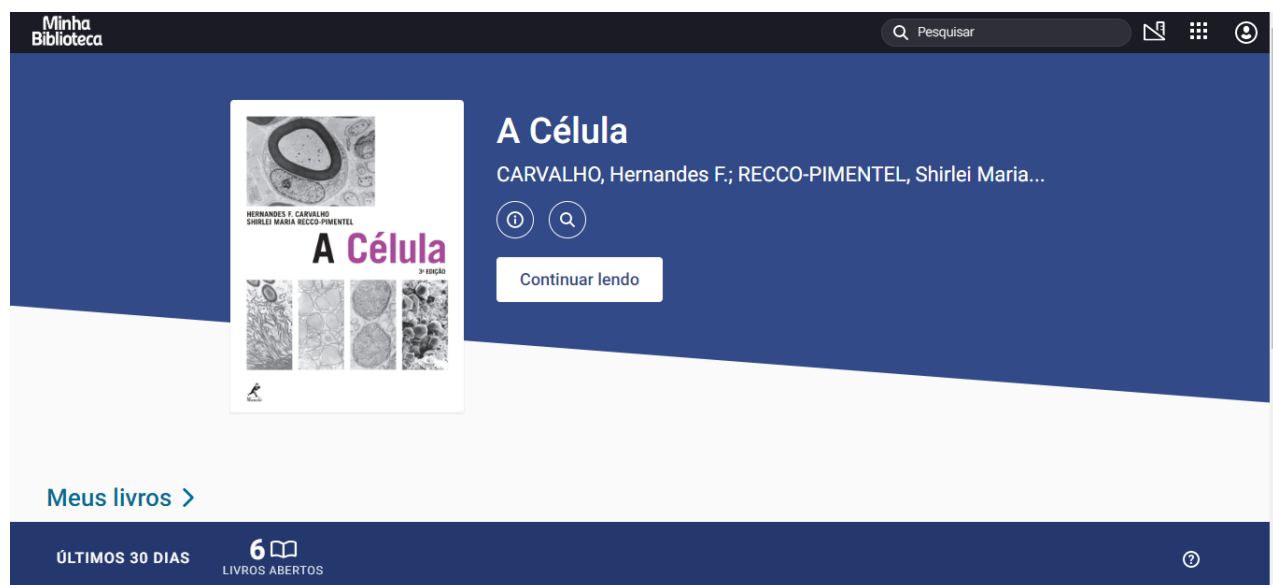 Minha
Biblioteca
Pesquisar
HERNANDES F. CARVALHO
SHIRLEI MARIA RECCO-PIMENTEL
A Célula
3ª EDIÇÃO
Manole
A Célula
CARVALHO, Hernandes F.; RECCO-PIMENTEL, Shirlei Maria...
Continuar lendo
Meus livros
ÚLTIMOS 30 DIAS
6
LIVROS ABERTOS